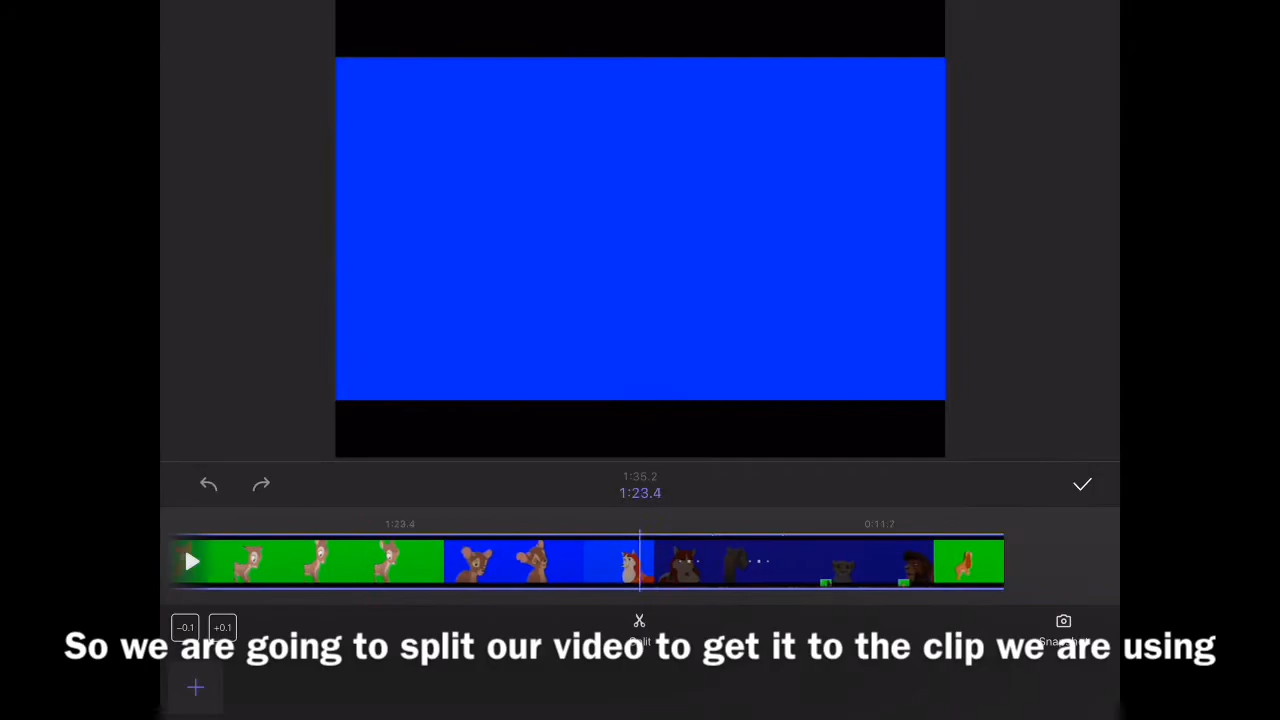 1:35.2
1:23.4
1:23.4 0:11.7
-0.1 +0.1
So we are going to split our video to get it to the clip we are using